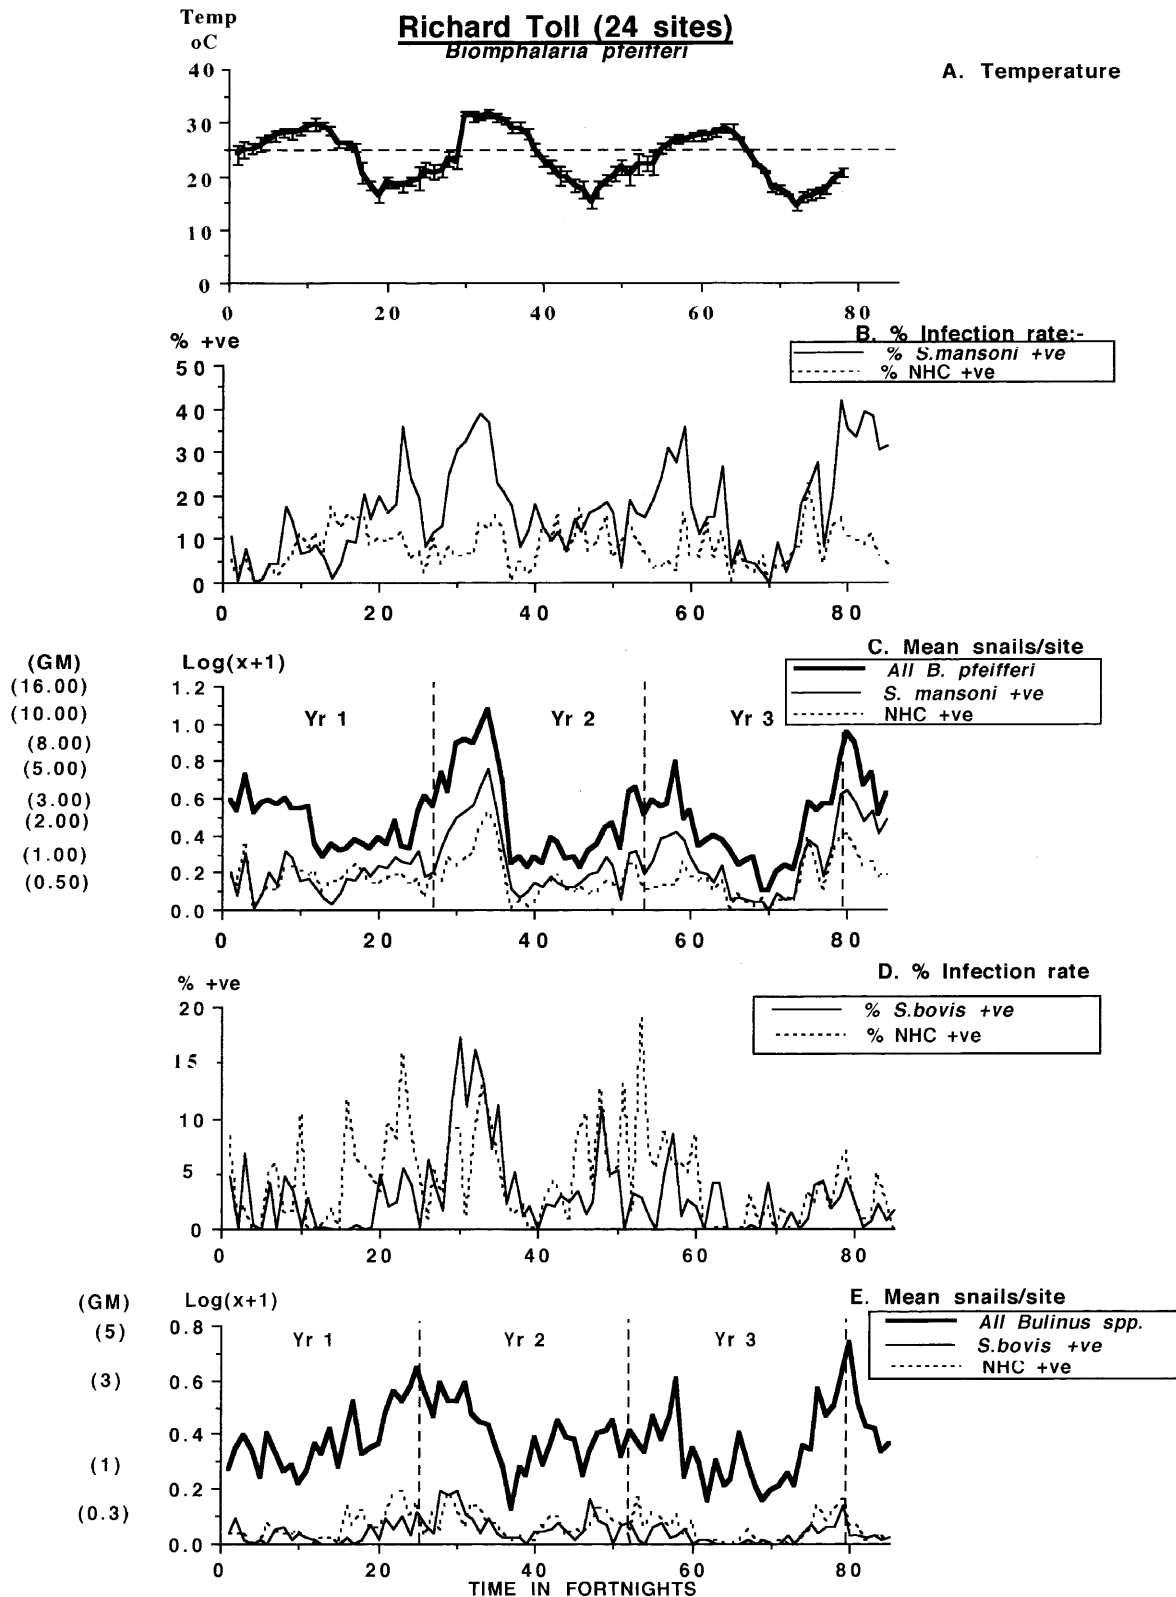 Temp
oC
Richard Toll (24 sites)
Biomphalaria pfeifferi
A. Temperature
40
30
20
10
0
0 20 40 60 80
B. % Infection rate:-
% +ve
% S.mansoni +ve
% NHC +ve
50
40
30
20
10
0
0 20 40 60 80
C. Mean snails/site
(GM) Log(x+1)
All B. pfeifferi
S. mansoni +ve
NHC +ve
(16.00) 1.2
(10.00) 1.0
Yr 1 Yr 2 Yr 3
(8.00) 0.8
(5.00)
(3.00) 0.6
(2.00) 0.4
(1.00) 0.2
(0.50) 0.0
0 20 40 60 80
D. % Infection rate
% +ve
% S.bovis +ve
% NHC +ve
20
15
10
5
0
20 40 60 80
E. Mean snails/site
(GM) Log(x+1)
All Bulinus spp.
S.bovis +ve
NHC +ve
(5) 0.8
Yr 1 Yr 2 Yr 3
(3) 0.6
0.4
(1) 0.2
(0.3) 0.0
0 20 40 60 80
TIME IN FORTNIGHTS